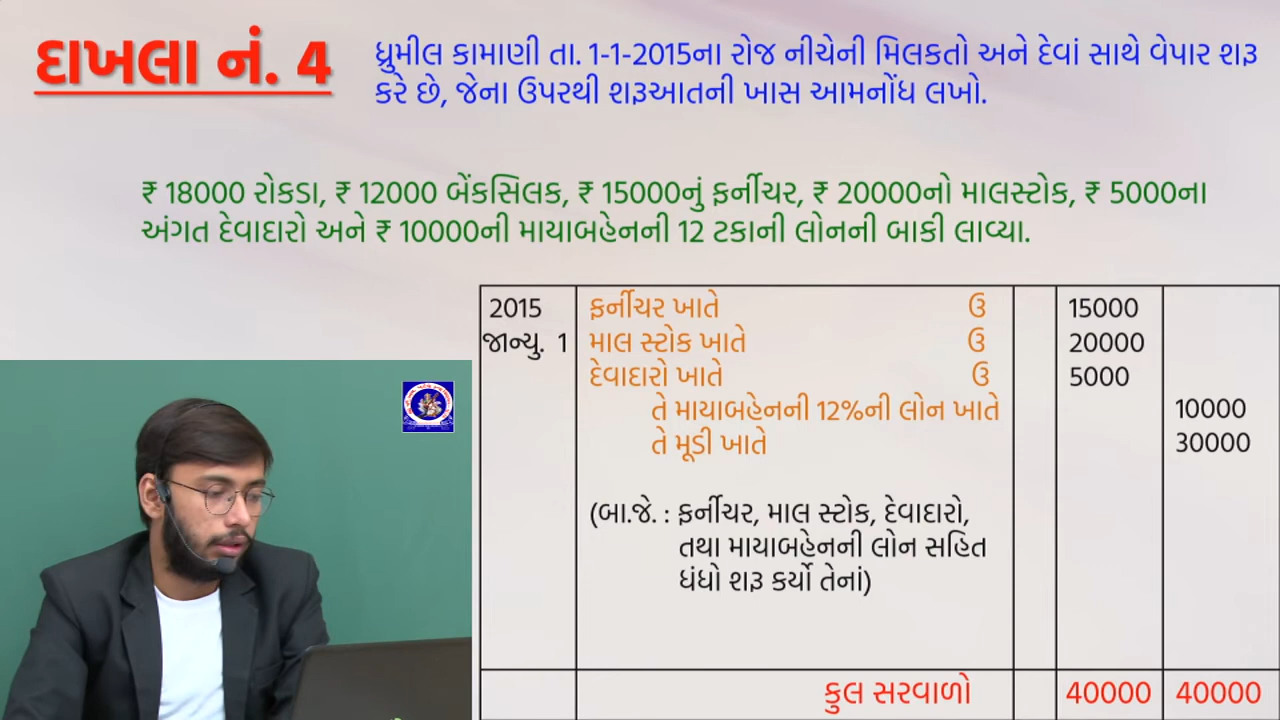 દાખલા નં. 4
ધ્રુમીલ કામાણી તા. 1-1-2015ના રોજ નીચેની મિલકતો અને દેવાં સાથે વેપાર શરૂ
કરે છે, જેના ઉપરથી શરૂઆતની ખાસ આમનોંધ લખો.
₹ 18000 રોકડા, ₹ 12000 બેંકસિલક, ₹ 15000નું ફર્નીચર, ₹ 20000નો માલસ્ટોક, ₹ 5000ના
અંગત દેવાદારો અને ₹ 10000ની માયાબહેનની 12 ટકાની લોનની બાકી લાવ્યા.
2015 ફર્નીચર ખાતે ઉ 15000
જાન્યુ. 1 માલ સ્ટોક ખાતે ઉ 20000
દેવાદારો ખાતે ઉ 5000
તે માયાબહેનની 12%ની લોન ખાતે 10000
તે મૂડી ખાતે 30000
(બા.જે. : ફર્નીચર, માલ સ્ટોક, દેવાદારો,
તથા માયાબહેનની લોન સહિત
ધંધો શરૂ કર્યો તેનાં)
કુલ સરવાળો 40000 40000